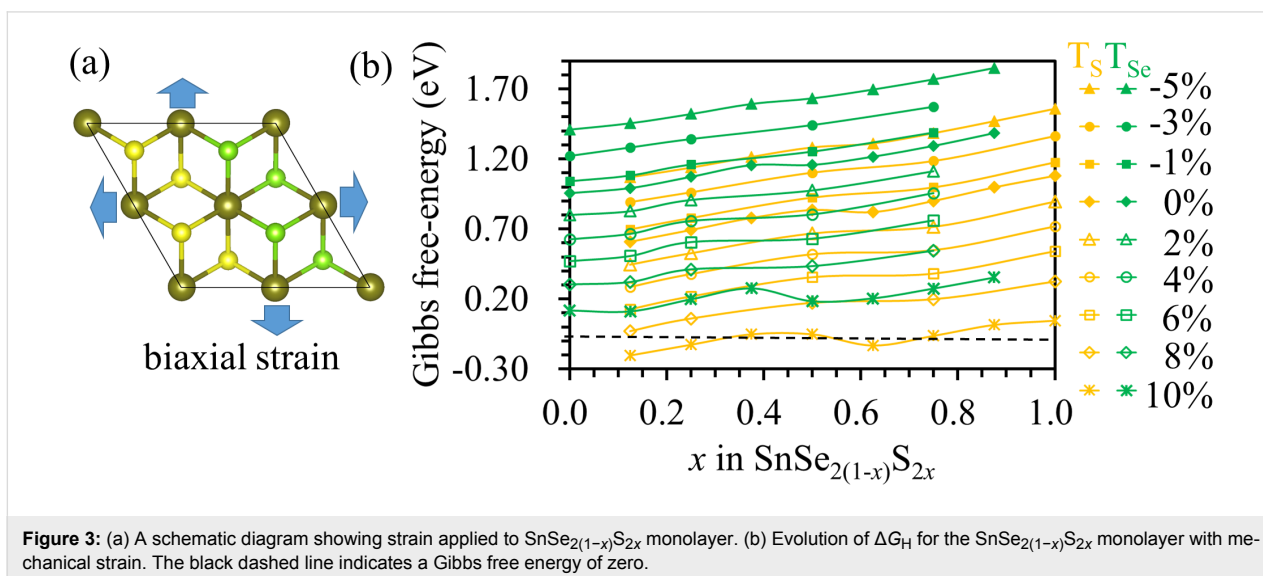 (a)
biaxial strain
(b)
Gibbs free-energy (eV)
1.70
1.20
0.70
0.20
-0.30
0.0 0.2 0.4 0.6 0.8 1.0
x in SnSe2(1-x)S2x
TS TSe
-5%
-3%
-1%
0%
2%
4%
6%
8%
10%
Figure 3: (a) A schematic diagram showing strain applied to SnSe2(1−x)S2x monolayer. (b) Evolution of ΔGH for the SnSe2(1−x)S2x monolayer with me-
chanical strain. The black dashed line indicates a Gibbs free energy of zero.